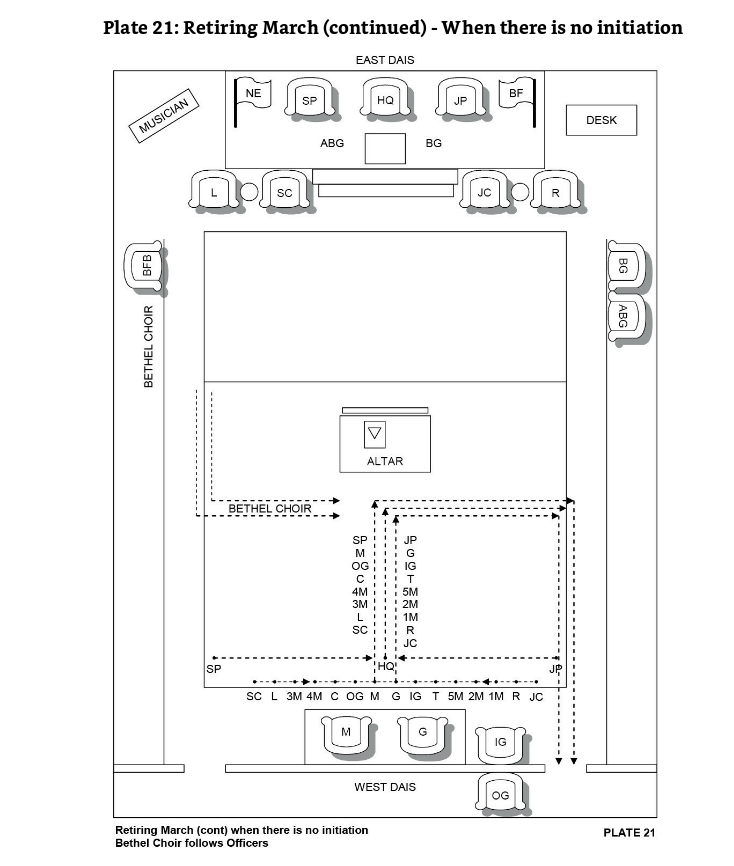 Plate 21: Retiring March (continued) - When there is no initiation
EAST DAIS
MUSICIAN
NE
SP
HQ
JP
BF
DESK
ABG
BG
L
SC
JC
R
BFB
BG
ABG
BETHEL CHOIR
ALTAR
BETHEL CHOIR
SP JP
M G
OG IG
C T
4M 5M
3M 2M
L 1M
SC R
JC
SP
HQ
JP
SC L 3M 4M C OG M G IG T 5M 2M 1M R JC
M
G
IG
WEST DAIS
OG
Retiring March (cont) when there is no initiation
Bethel Choir follows Officers
PLATE 21